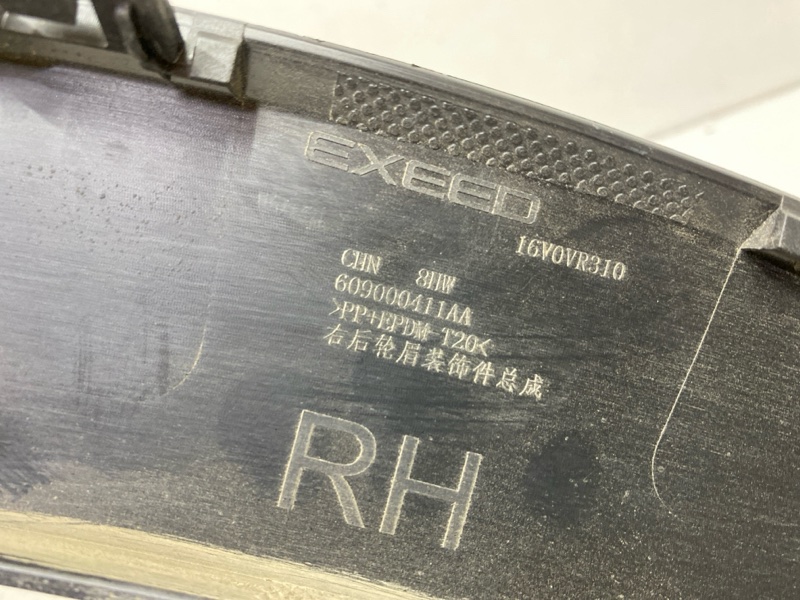 EXEED
16V0VR310
CHN 8HW
609000411AA
>PP+EPDM-T20<
右后轮眉装饰件总成
RH